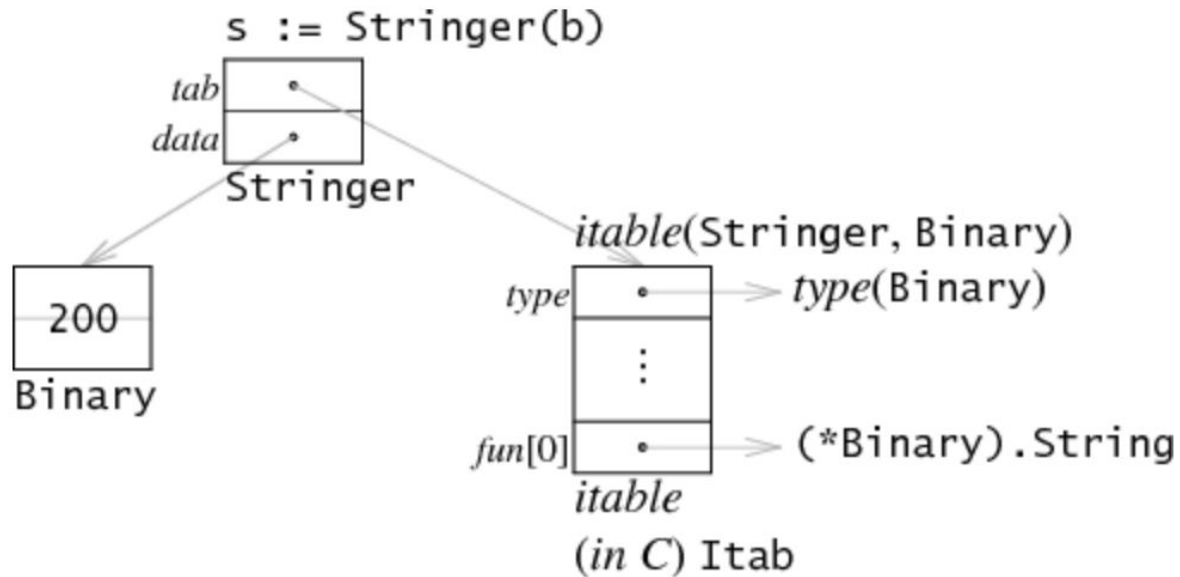 s := Stringer(b)
tab
data
Stringer
itable(Stringer, Binary)
type
type(Binary)
200
Binary
fun[0]
(*Binary).String
itable
(in C) Itab